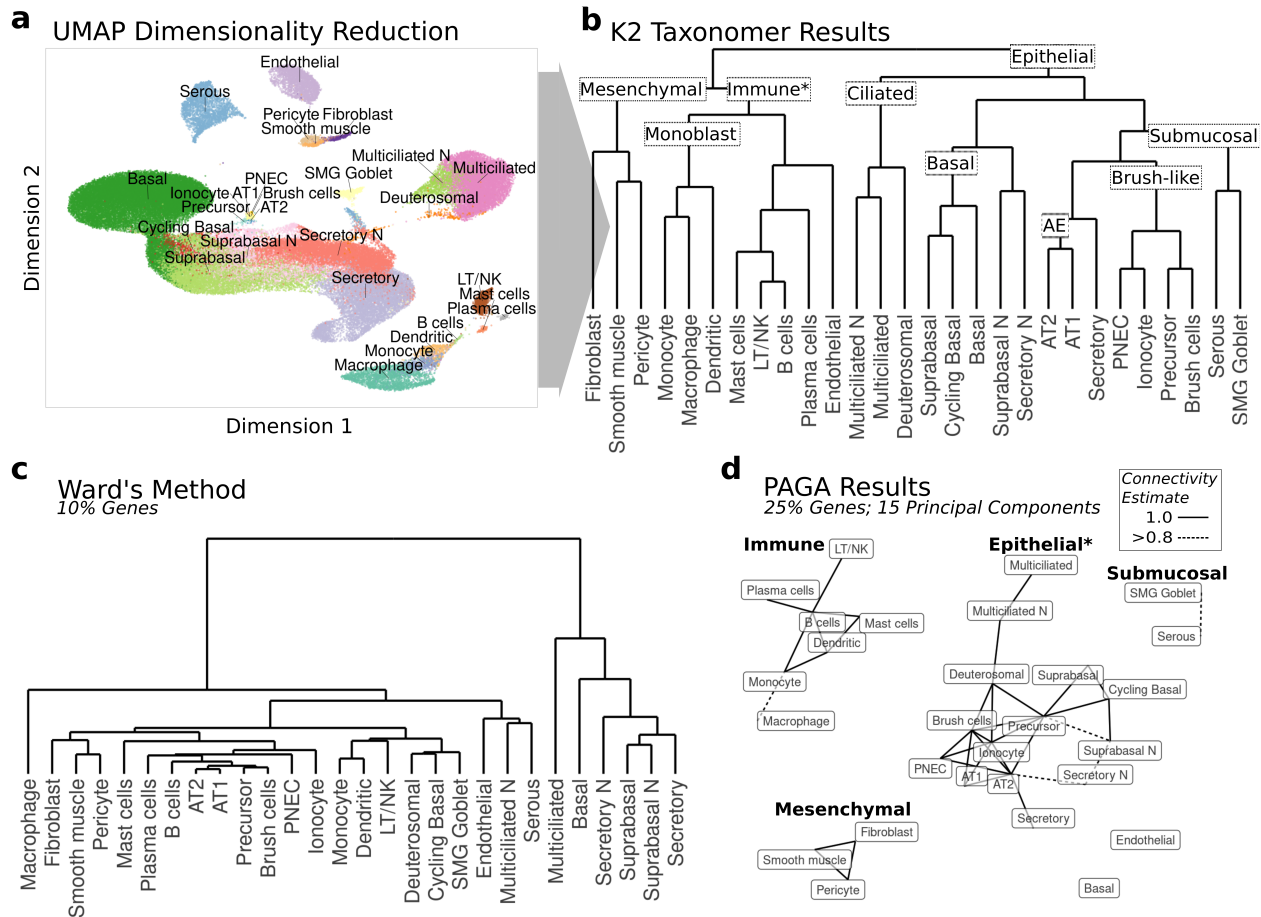 a
UMAP Dimensionality Reduction
Endothelial
Serous
Pericyte Fibroblast
Smooth muscle
Multiciliated N
Multiciliated
SMG Goblet
Deuterosomal
Basal
PNEC
Ionocyte AT1 Brush cells
Precursor AT2
Cycling Basal
Suprabasal N
Secretory N
Suprabasal
Secretory
LT/NK
Mast cells
Plasma cells
B cells
Dendritic
Monocyte
Macrophage
Dimension 2
Dimension 1
b
K2 Taxonomer Results
Epithelial
Mesenchymal
Immune*
Ciliated
Monoblast
Submucosal
Basal
Brush-like
AE
Fibroblast
Smooth muscle
Pericyte
Monocyte
Macrophage
Dendritic
Mast cells
LT/NK
B cells
Plasma cells
Endothelial
Multiciliated N
Multiciliated
Deuterosomal
Suprabasal
Cycling Basal
Basal
Suprabasal N
Secretory N
AT2
AT1
Secretory
PNEC
Ionocyte
Precursor
Brush cells
Serous
SMG Goblet
c
Ward's Method
10% Genes
Macrophage
Fibroblast
Smooth muscle
Pericyte
Mast cells
Plasma cells
B cells
AT2
AT1
Precursor
Brush cells
PNEC
Ionocyte
Monocyte
Dendritic
LT/NK
Deuterosomal
Cycling Basal
SMG Goblet
Endothelial
Multiciliated N
Serous
Multiciliated
Basal
Secretory N
Suprabasal
Suprabasal N
Secretory
d
PAGA Results
25% Genes; 15 Principal Components
Connectivity
Estimate
1.0
>0.8
Immune
LT/NK
Plasma cells
B cells
Mast cells
Dendritic
Monocyte
Macrophage
Epithelial*
Multiciliated
Multiciliated N
Deuterosomal
Suprabasal
Cycling Basal
Brush cells
Precursor
Ionocyte
Suprabasal N
PNEC
AT1
AT2
Secretory N
Secretory
Submucosal
SMG Goblet
Serous
Mesenchymal
Fibroblast
Smooth muscle
Pericyte
Endothelial
Basal